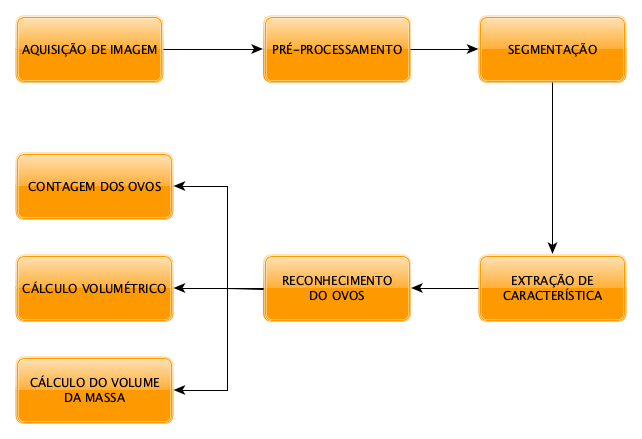 AQUISIÇÃO DE IMAGEM
PRÉ-PROCESSAMENTO
SEGMENTAÇÃO
CONTAGEM DOS OVOS
CÁLCULO VOLUMÉTRICO
RECONHECIMENTO
DO OVOS
EXTRAÇÃO DE
CARACTERÍSTICA
CÁLCULO DO VOLUME
DA MASSA